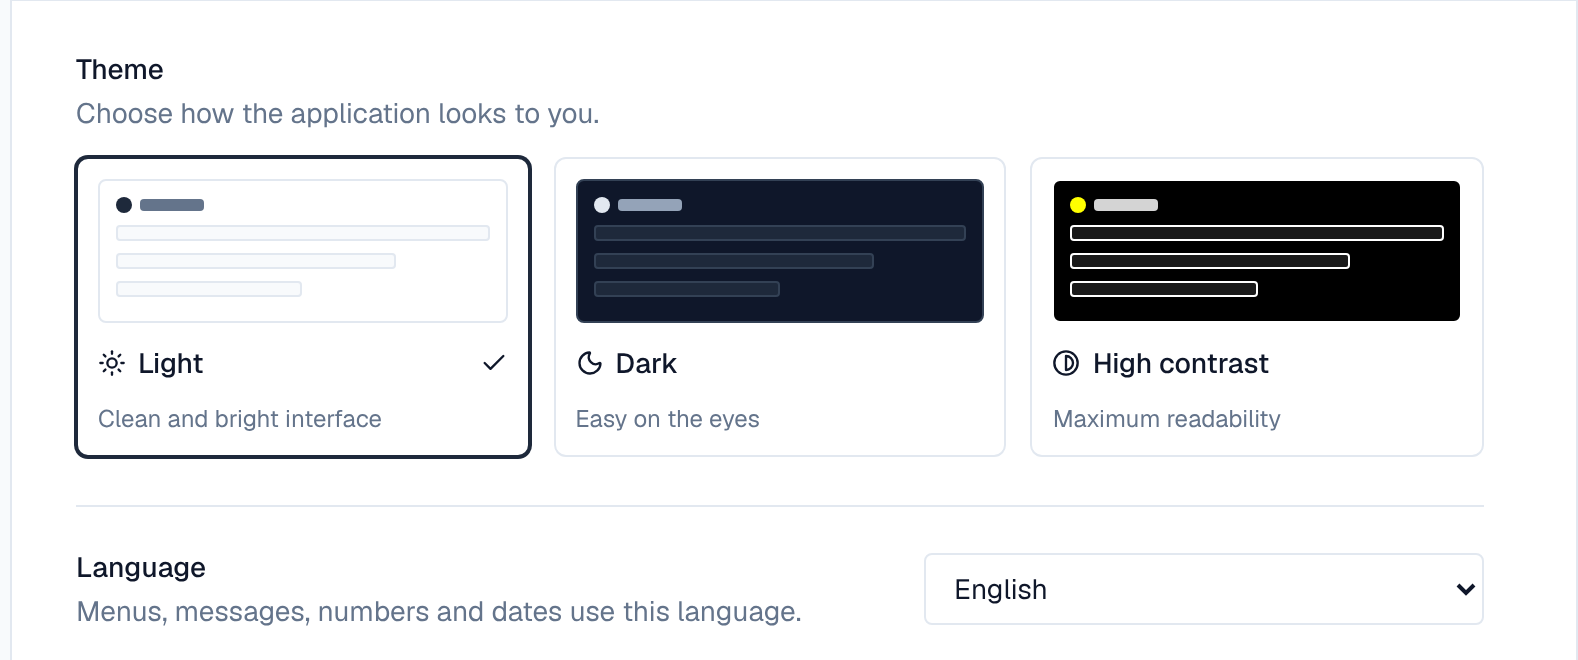 Theme
Choose how the application looks to you.
Light
Clean and bright interface
Dark
Easy on the eyes
High contrast
Maximum readability
Language
Menus, messages, numbers and dates use this language.
English